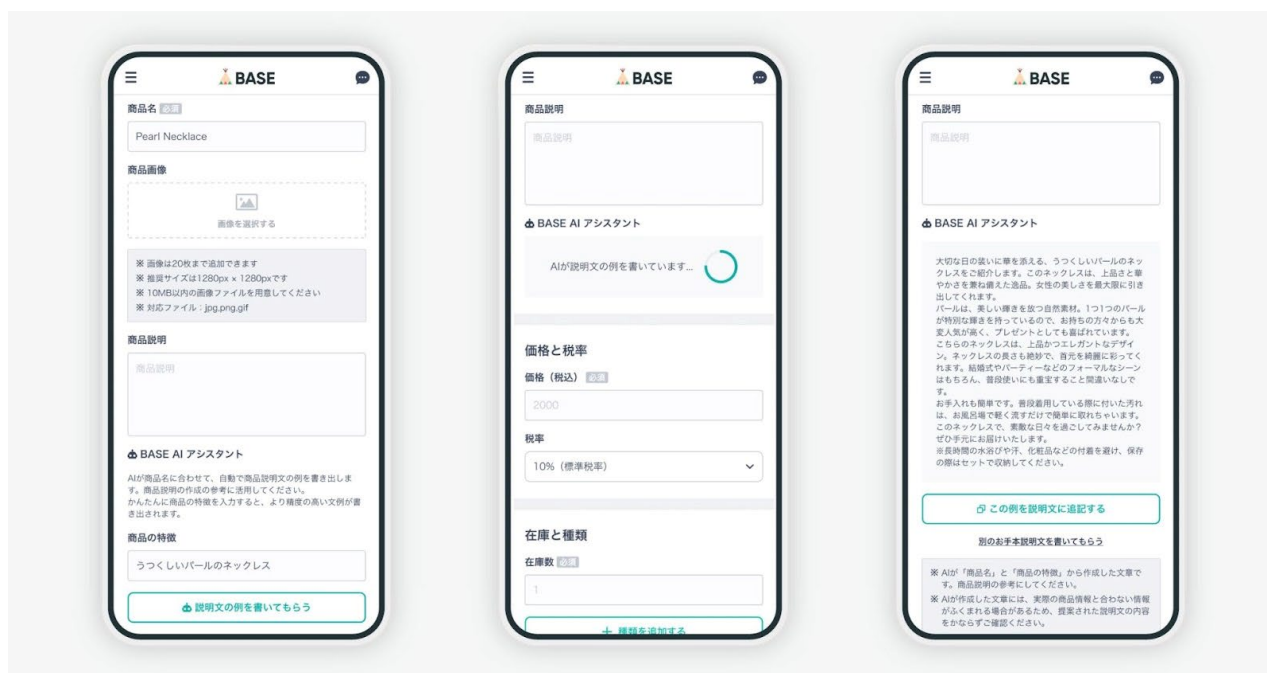 BASE
商品名 必須
Pearl Necklace
商品画像
画像を選択する
※ 画像は20枚まで追加できます
※ 推奨サイズは1280px × 1280pxです
※ 10MB以内の画像ファイルを用意してください
※ 対応ファイル：jpg,png,gif
商品説明
商品説明
BASE AI アシスタント
AIが商品名に合わせて、自動で商品説明文の例を書き出しま
す。商品説明の作成の参考に活用してください。
かんたんに商品の特徴を入力すると、より精度の高い文例が書
き出されます。
商品の特徴
うつくしいパールのネックレス
説明文の例を書いてもらう
BASE
商品説明
商品説明
BASE AI アシスタント
AIが説明文の例を書いています...
価格と税率
価格（税込） 必須
2000
税率
10%（標準税率）
在庫と種類
在庫数 必須
1
＋ 種類を追加する
BASE
商品説明
商品説明
BASE AI アシスタント
大切な日の装いに華を添える、うつくしいパールのネッ
クレスをご紹介します。このネックレスは、上品さと華
やかさを兼ね備えた逸品。女性の美しさを最大限に引き
出してくれます。
パールは、美しい輝きを放つ自然素材。1つ1つのパール
が特別な輝きを持っているので、お持ちの方々からも大
変人気が高く、プレゼントとしても喜ばれています。
こちらのネックレスは、上品かつエレガントなデザイ
ン。ネックレスの長さも絶妙で、首元を綺麗に彩ってく
れます。結婚式やパーティーなどのフォーマルなシーン
はもちろん、普段使いにも重宝すること間違いなしで
す。
お手入れも簡単です。普段着用している際に付いた汚れ
は、お風呂場で軽く流すだけで簡単に取れちゃいます。
このネックレスで、素敵な日々を過ごしてみませんか？
ぜひ手元にお届けいたします。
※長時間の水浴びや汗、化粧品などの付着を避け、保存
の際はセットで収納してください。
この例を説明文に追記する
別のお手本説明文を書いてもらう
※ AIが「商品名」と「商品の特徴」から作成した文章で
す。商品説明の参考にしてください。
※ AIが作成した文章には、実際の商品情報と合わない情報
がふくまれる場合があるため、提案された説明文の内容
をかならずご確認ください。